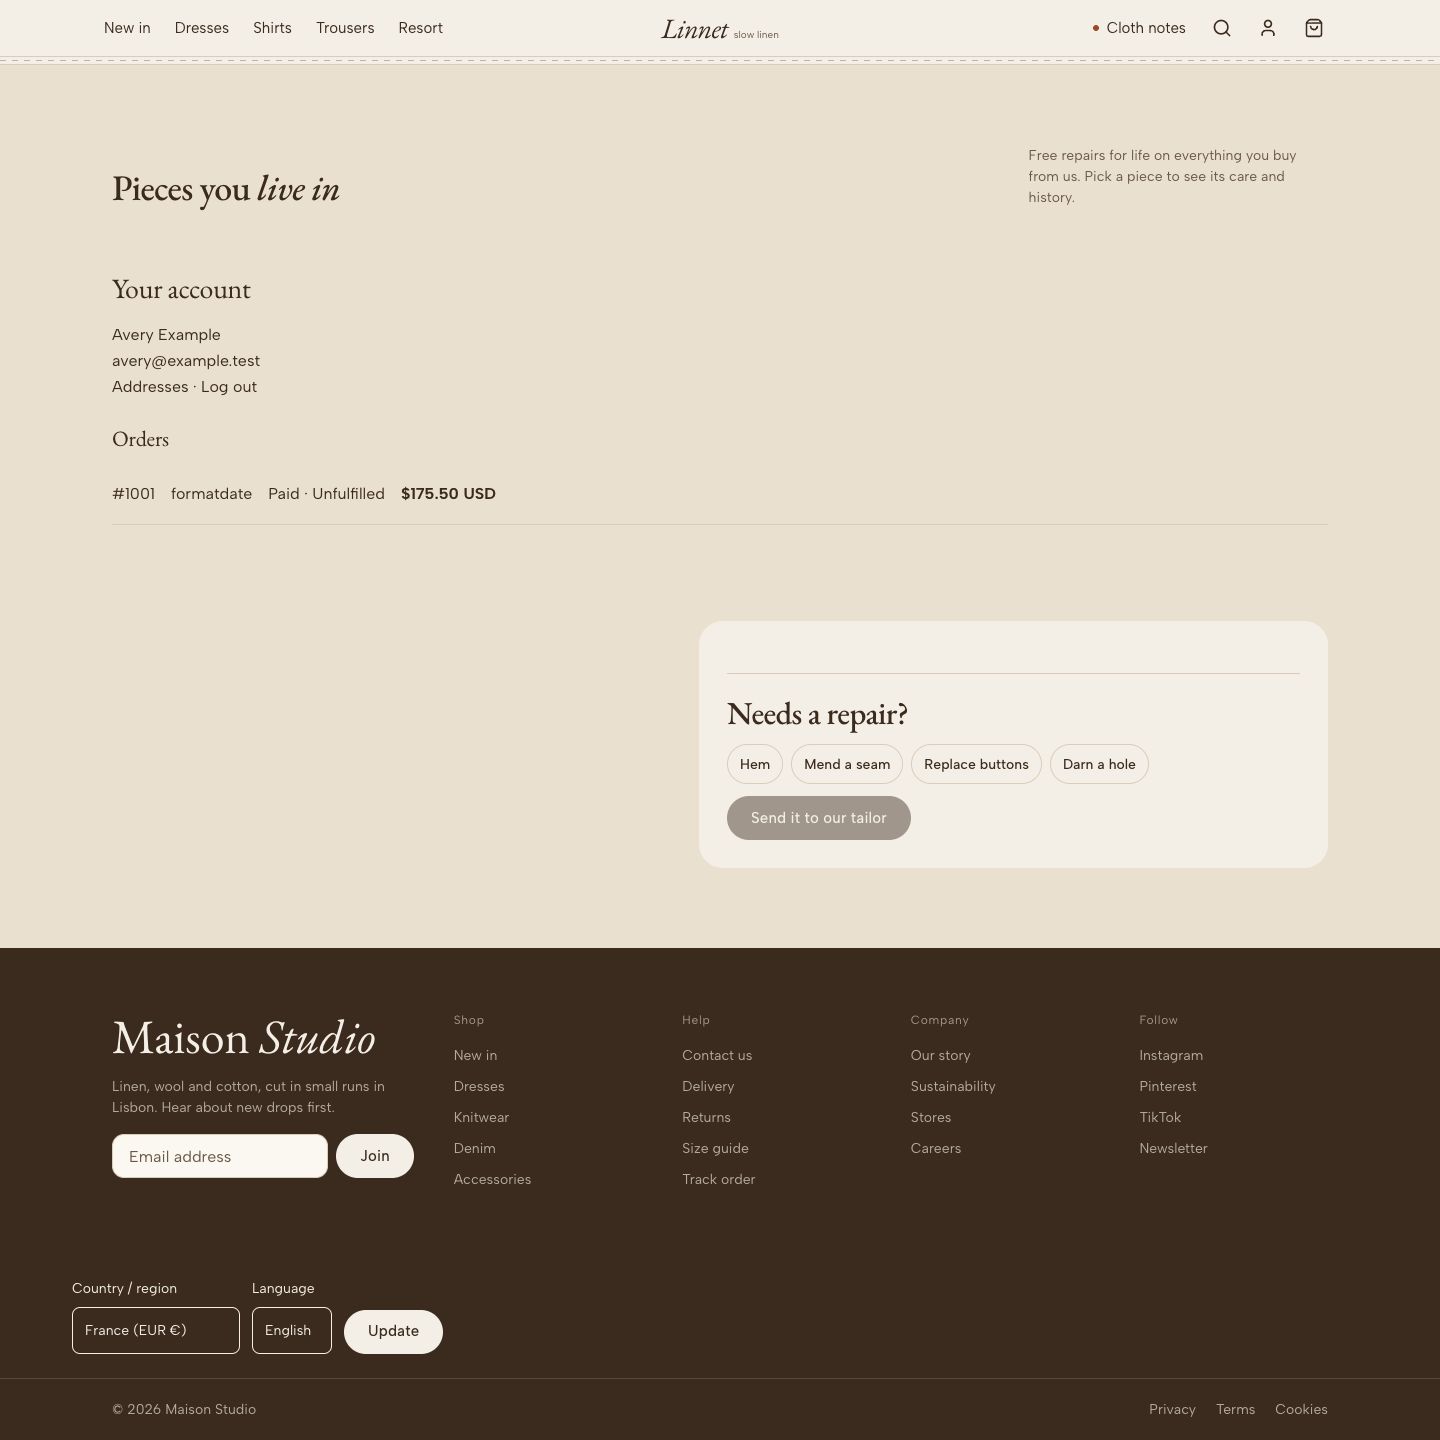 New in Dresses Shirts Trousers Resort Linnet slow linen Cloth notes
Free repairs for life on everything you buy
from us. Pick a piece to see its care and
history.
Pieces you live in
Your account
Avery Example
avery@example.test
Addresses · Log out
Orders
#1001 formatdate Paid · Unfulfilled $175.50 USD
Needs a repair?
Hem Mend a seam Replace buttons Darn a hole
Send it to our tailor
Maison Studio
Linen, wool and cotton, cut in small runs in
Lisbon. Hear about new drops first.
Email address Join
Shop
New in
Dresses
Knitwear
Denim
Accessories
Help
Contact us
Delivery
Returns
Size guide
Track order
Company
Our story
Sustainability
Stores
Careers
Follow
Instagram
Pinterest
TikTok
Newsletter
Country / region Language
France (EUR €) English Update
© 2026 Maison Studio Privacy Terms Cookies